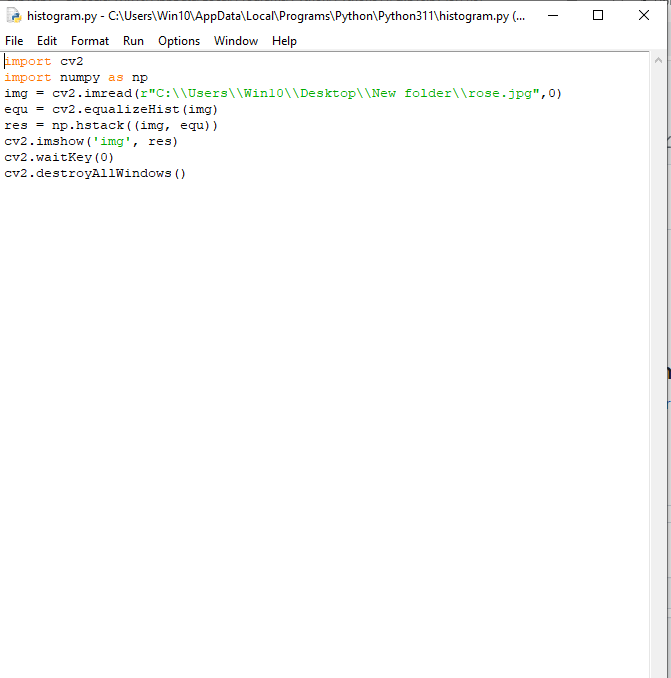 histogram.py - C:\Users\Win10\AppData\Local\Programs\Python\Python311\histogram.py (...
File Edit Format Run Options Window Help
import cv2
import numpy as np
img = cv2.imread(r"C:\\Users\\Win10\\Desktop\\New folder\\rose.jpg",0)
equ = cv2.equalizeHist(img)
res = np.hstack((img, equ))
cv2.imshow('img', res)
cv2.waitKey(0)
cv2.destroyAllWindows()